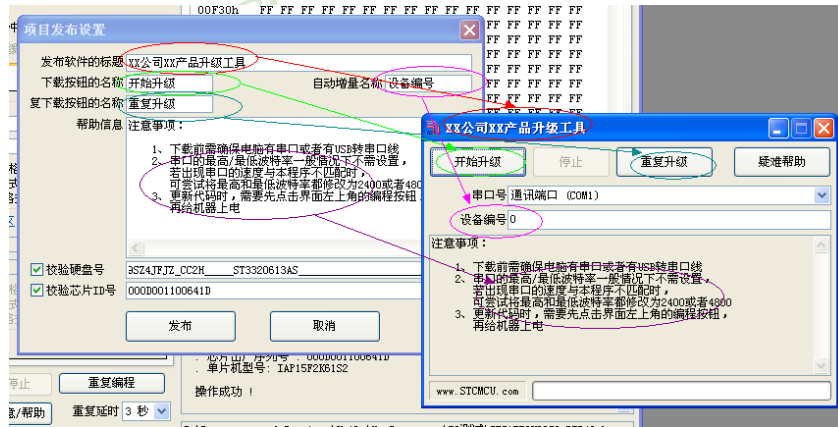 00F30h FF FF FF FF FF FF FF FF FF FF FF FF FF FF FF FF
项目发布设置
发布软件的标题 XX公司XX产品升级工具
下载按钮的名称 开始升级
自动增量名称 设备编号
复下载按钮的名称 重复升级
帮助信息 注意事项:
1、下载前需确保电脑有串口或者有USB转串口线
2、串口的最高/最低波特率一般情况下不需设置,
若出现串口的速度与本程序不匹配时,
可尝试将最高和最低波特率都修改为2400或者480
3、更新代码时,需要先点击界面左上角的编程按钮,
再给机器上电
校验硬盘号 3SZ4JFJZ_CC2H_____ST3320613AS
校验芯片ID号 000D001100641D
发布 取消
XX公司XX产品升级工具
开始升级 停止 重复升级 疑难帮助
串口号 通讯端口 (COM1)
设备编号 0
注意事项:
1、下载前需确保电脑有串口或者有USB转串口线
2、串口的最高/最低波特率一般情况下不需设置,
若出现串口的速度与本程序不匹配时,
可尝试将最高和最低波特率都修改为2400或者4800
3、更新代码时,需要先点击界面左上角的编程按钮,
再给机器上电
www.STCMCU.com
. 芯片出厂序列号 : 000D001100641D
. 单片机型号: IAP15F2K61S2
操作成功 !
停止 重复编程
/帮助 重复延时 3 秒